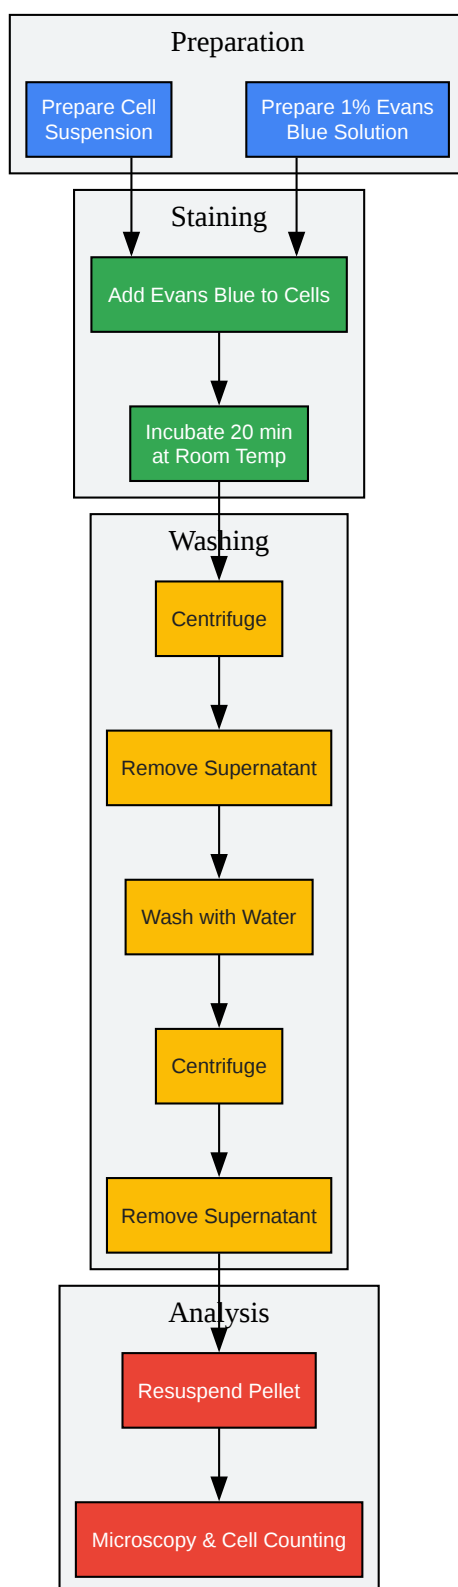 Preparation
Prepare Cell
Suspension
Prepare 1% Evans
Blue Solution
Staining
Add Evans Blue to Cells
Incubate 20 min
at Room Temp
Washing
Centrifuge
Remove Supernatant
Wash with Water
Centrifuge
Remove Supernatant
Analysis
Resuspend Pellet
Microscopy & Cell Counting